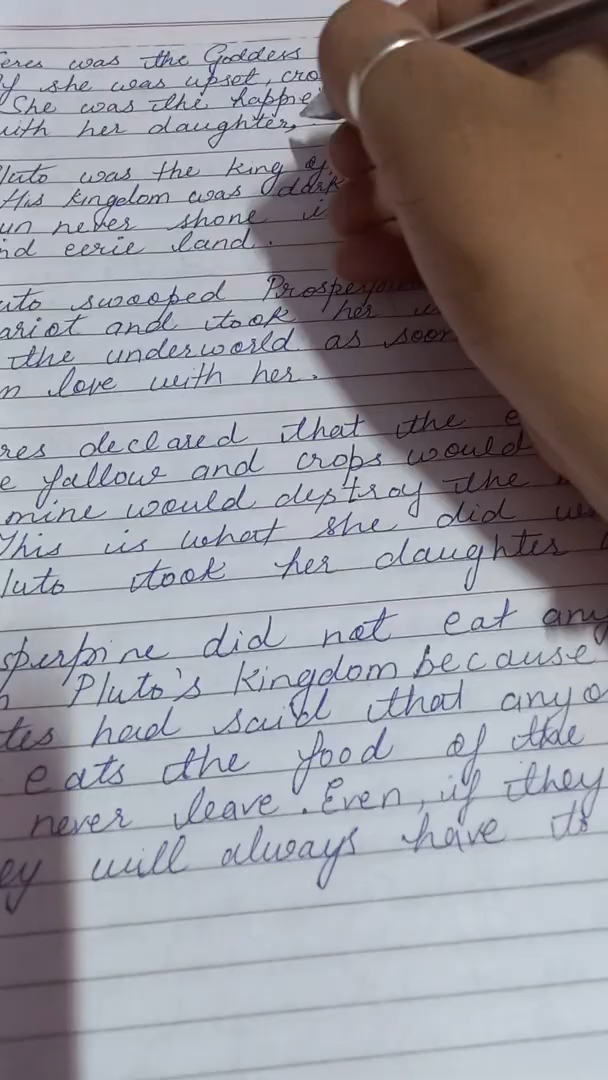 eres was the Goddess
f she was upset, cro
She was the happie
with her daughter,
luto was the king of
His kingdom was dark
un never shone i
nd eerie land.
uto swooped Prosperpin
ariot and took her u
the underworld as soon
n love with her.
res declared that the e
e fallow and crops would
mine would destray the
This is what she did w
luto took her daughter
sperpine did not eat any
n Pluto's kingdom because
tes had said that anyo
eats the food of the
never leave. Even, if they
ey will always have to